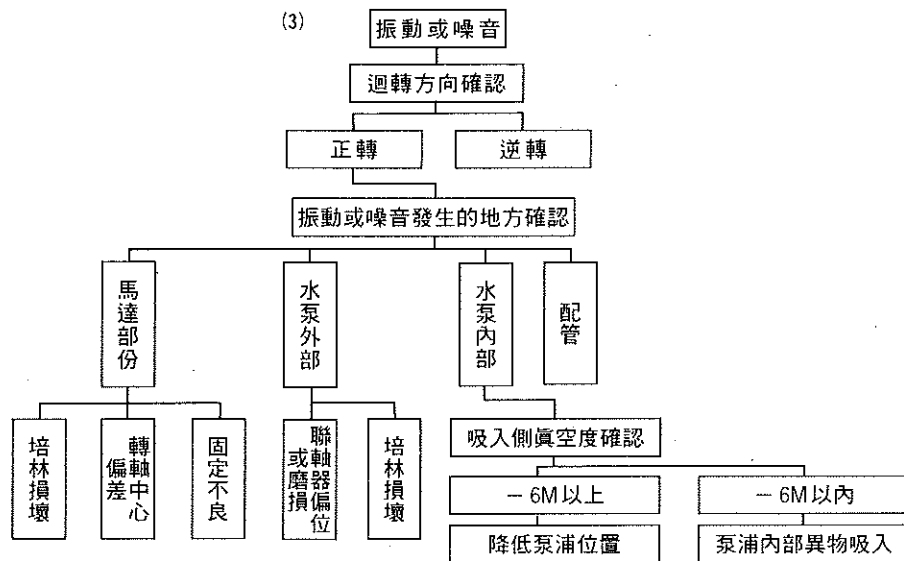 (3)
振動或噪音
迴轉方向確認
正轉
逆轉
振動或噪音發生的地方確認
馬達部份
水泵外部
水泵內部
配管
培林損壞
轉軸中心
偏差
固定不良
聯軸器偏位
或磨損
培林損壞
吸入側眞空度確認
－6M以上
－6M以內
降低泵浦位置
泵浦內部異物吸入